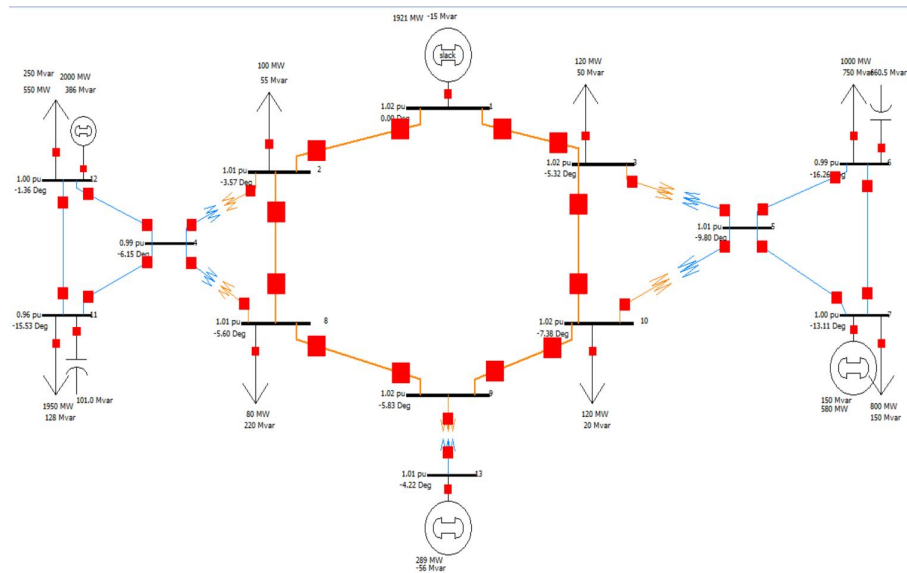 1921 MW -15 Mvar
slack
1.02 pu 1
0.00 Deg
250 Mvar 2000 MW
550 MW 386 Mvar
100 MW
55 Mvar
120 MW
50 Mvar
1000 MW
750 Mvar 660.5 Mvar
1.00 pu 12
-1.36 Deg
1.01 pu 2
-3.57 Deg
1.02 pu 3
-5.32 Deg
0.99 pu 6
-16.26 Deg
0.99 pu 4
-6.15 Deg
1.01 pu 5
-9.80 Deg
0.96 pu 11
-15.53 Deg
1.01 pu 8
-5.60 Deg
1.02 pu 10
-7.38 Deg
1.00 pu 7
-13.11 Deg
1950 MW 101.0 Mvar
128 Mvar
80 MW
220 Mvar
1.02 pu 9
-5.83 Deg
120 MW
20 Mvar
150 Mvar 800 MW
580 MW 150 Mvar
1.01 pu 13
-4.22 Deg
289 MW
-56 Mvar